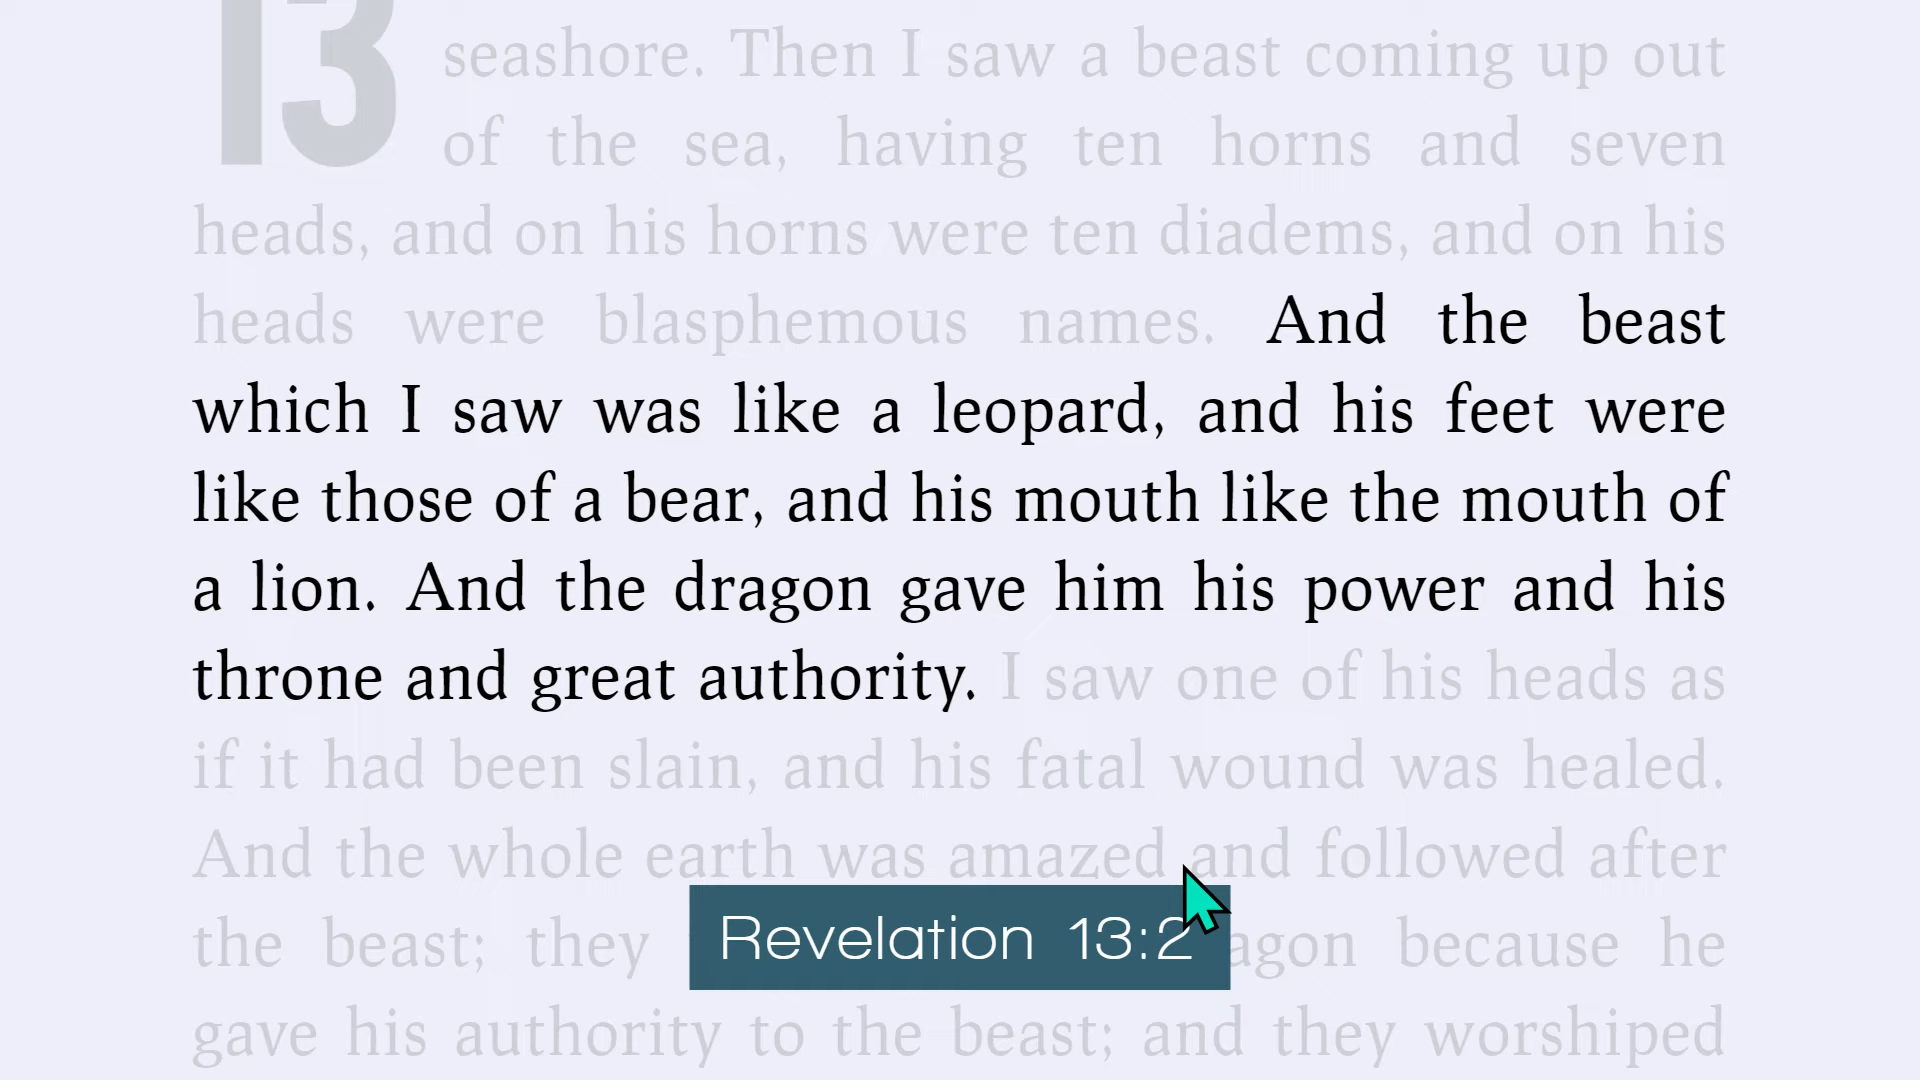 13
seashore. Then I saw a beast coming up out
of the sea, having ten horns and seven
heads, and on his horns were ten diadems, and on his
heads were blasphemous names. And the beast
which I saw was like a leopard, and his feet were
like those of a bear, and his mouth like the mouth of
a lion. And the dragon gave him his power and his
throne and great authority. I saw one of his heads as
if it had been slain, and his fatal wound was healed.
And the whole earth was amazed and followed after
the beast; they agon because he
gave his authority to the beast; and they worshiped
Revelation 13:2